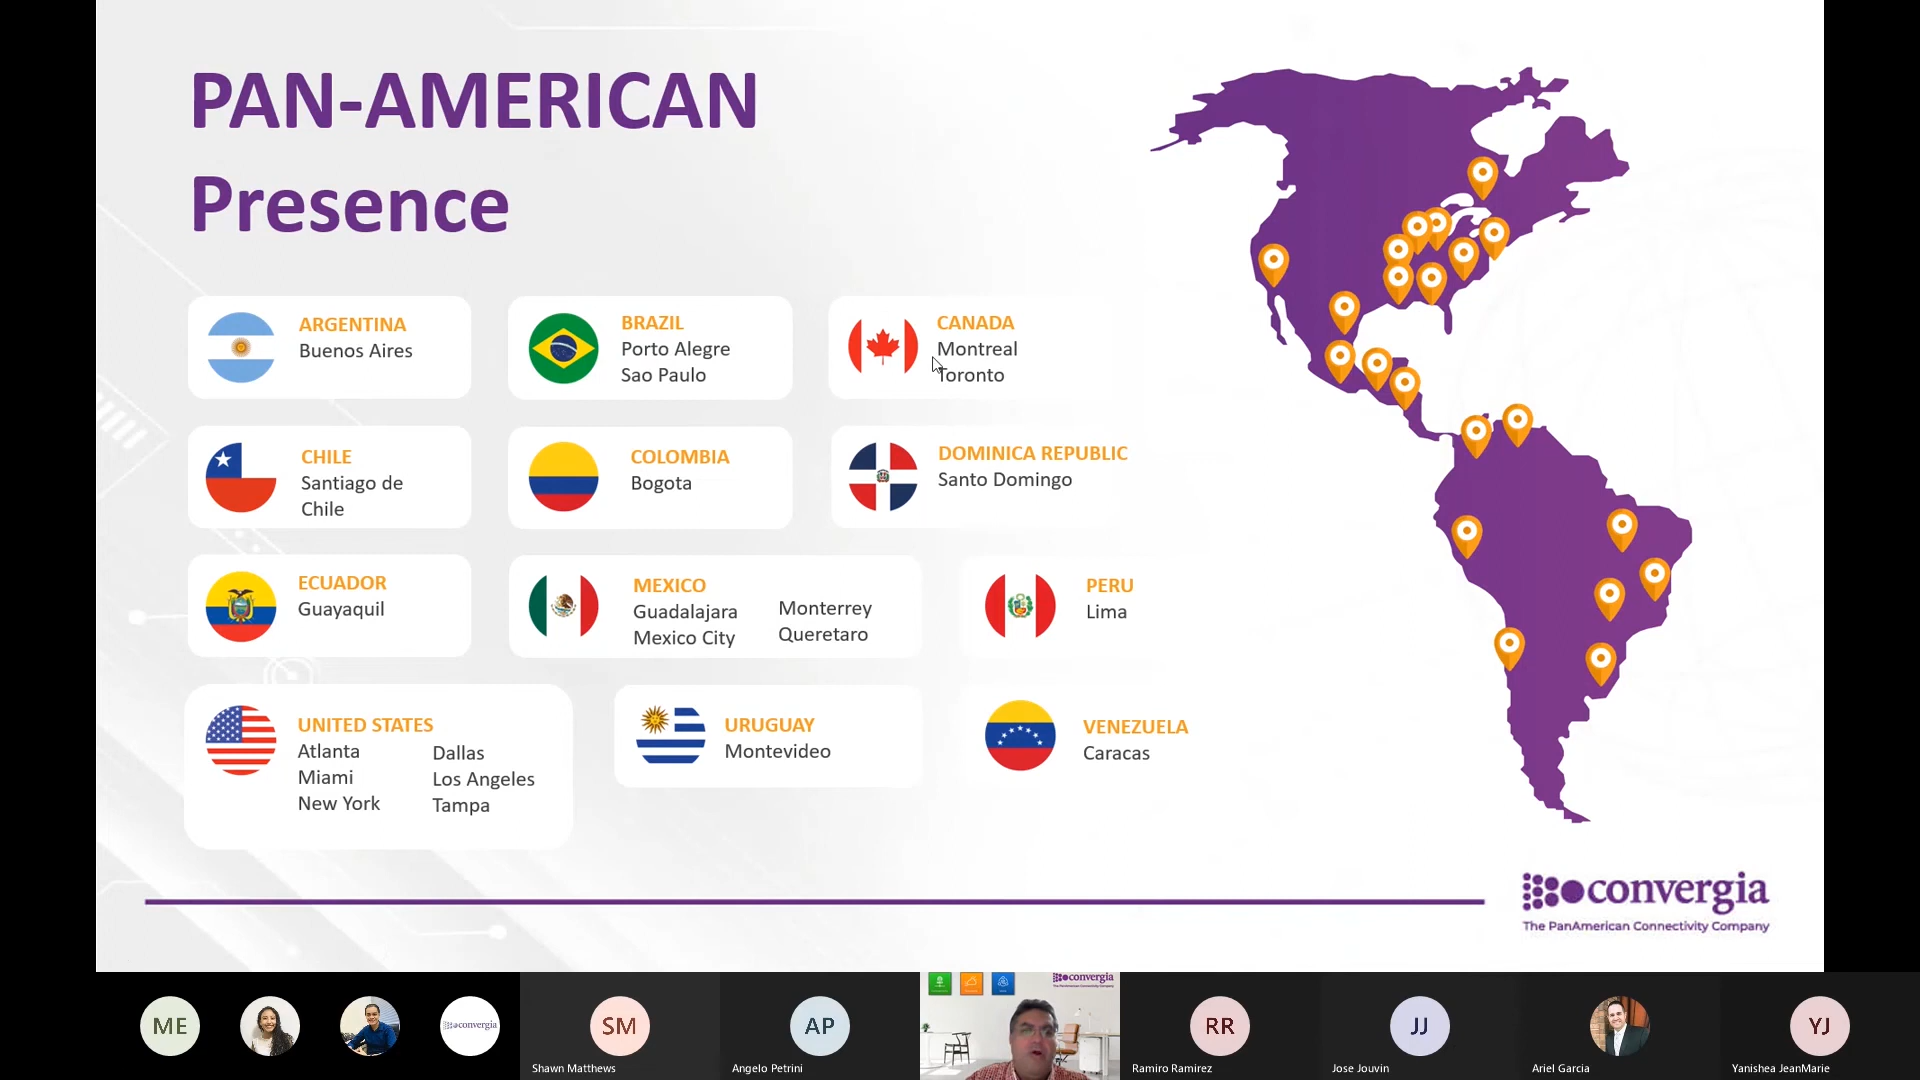 PAN-AMERICAN
Presence
ARGENTINA
Buenos Aires
BRAZIL
Porto Alegre
Sao Paulo
CANADA
Montreal
Toronto
CHILE
Santiago de
Chile
COLOMBIA
Bogota
DOMINICA REPUBLIC
Santo Domingo
ECUADOR
Guayaquil
MEXICO
Guadalajara
Mexico City
Monterrey
Queretaro
PERU
Lima
UNITED STATES
Atlanta
Miami
New York
Dallas
Los Angeles
Tampa
URUGUAY
Montevideo
VENEZUELA
Caracas
convergia
The PanAmerican Connectivity Company
ME
convergia
SM
Shawn Matthews
AP
Angelo Petrini
convergia
RR
Ramiro Ramirez
JJ
Jose Jouvin
Ariel Garcia
YJ
Yanishea JeanMarie